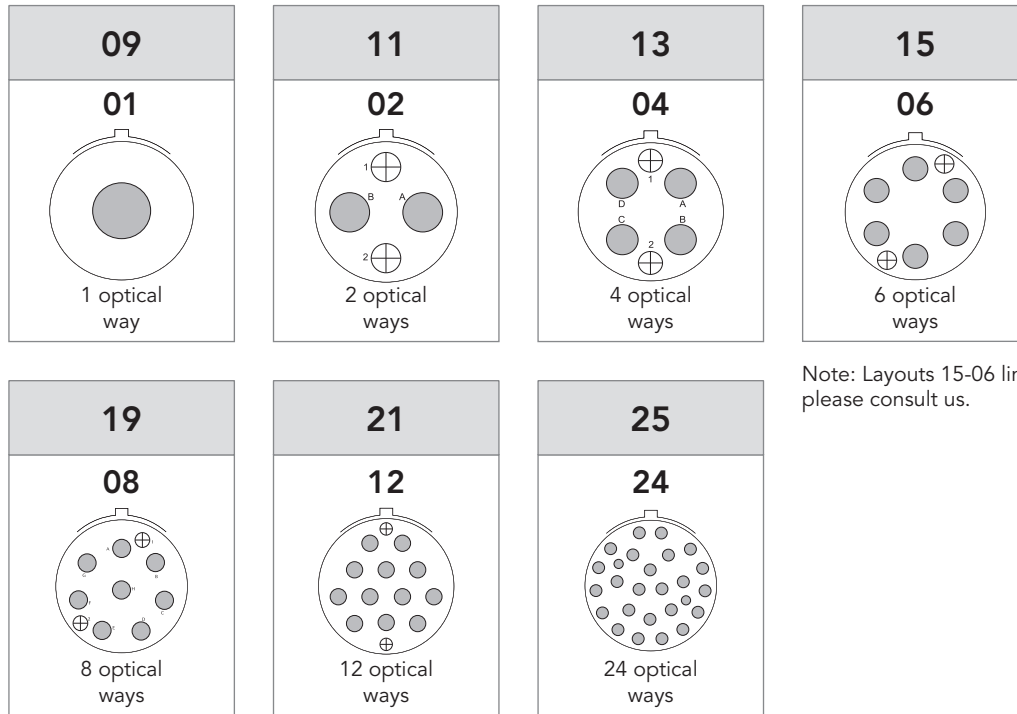 09
01
1 optical
way
11
02
1
B
A
2
2 optical
ways
13
04
1
D
A
C
B
2
4 optical
ways
15
06
6 optical
ways
Note: Layouts 15-06
please consult us.
19
08
A
1
G
B
H
F
C
2
E
D
8 optical
ways
21
12
12 optical
ways
25
24
24 optical
ways